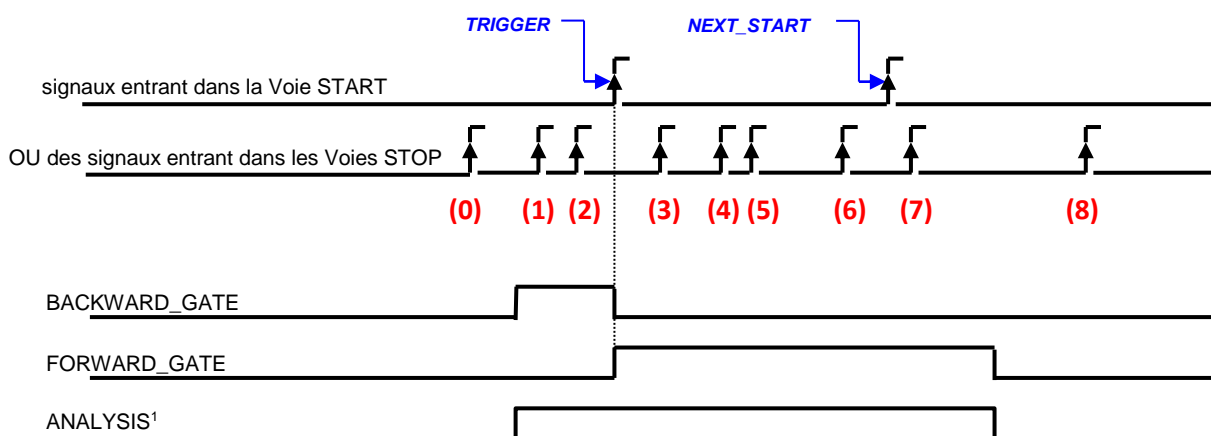 TRIGGER NEXT_START
signaux entrant dans la Voie START
OU des signaux entrant dans les Voies STOP
(0) (1) (2) (3) (4) (5) (6) (7) (8)
BACKWARD_GATE
FORWARD_GATE
ANALYSIS¹